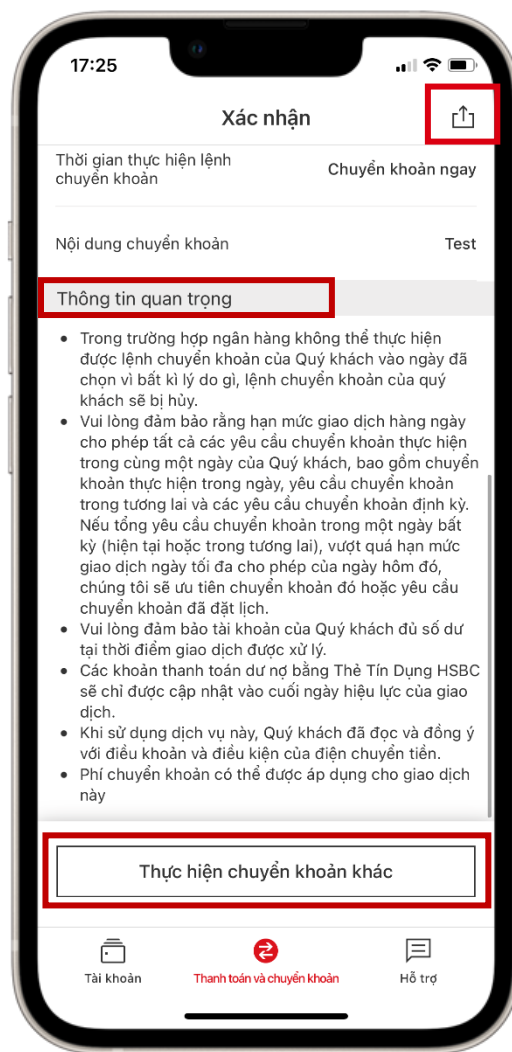 17:25
Xác nhận
Thời gian thực hiện lệnh
chuyển khoản
Chuyển khoản ngay
Nội dung chuyển khoản
Test
Thông tin quan trọng
• Trong trường hợp ngân hàng không thể thực hiện
được lệnh chuyển khoản của Quý khách vào ngày đã
chọn vì bất kì lý do gì, lệnh chuyển khoản của quý
khách sẽ bị hủy.
• Vui lòng đảm bảo rằng hạn mức giao dịch hàng ngày
cho phép tất cả các yêu cầu chuyển khoản thực hiện
trong cùng một ngày của Quý khách, bao gồm chuyển
khoản thực hiện trong ngày, yêu cầu chuyển khoản
trong tương lai và các yêu cầu chuyển khoản định kỳ.
Nếu tổng yêu cầu chuyển khoản trong một ngày bất
kỳ (hiện tại hoặc trong tương lai), vượt quá hạn mức
giao dịch ngày tối đa cho phép của ngày hôm đó,
chúng tôi sẽ ưu tiên chuyển khoản đó hoặc yêu cầu
chuyển khoản đã đặt lịch.
• Vui lòng đảm bảo tài khoản của Quý khách đủ số dư
tại thời điểm giao dịch được xử lý.
• Các khoản thanh toán dư nợ bằng Thẻ Tín Dụng HSBC
sẽ chỉ được cập nhật vào cuối ngày hiệu lực của giao
dịch.
• Khi sử dụng dịch vụ này, Quý khách đã đọc và đồng ý
với điều khoản và điều kiện của điện chuyển tiền.
• Phí chuyển khoản có thể được áp dụng cho giao dịch
này
Thực hiện chuyển khoản khác
Tài khoản
Thanh toán và chuyển khoản
Hỗ trợ